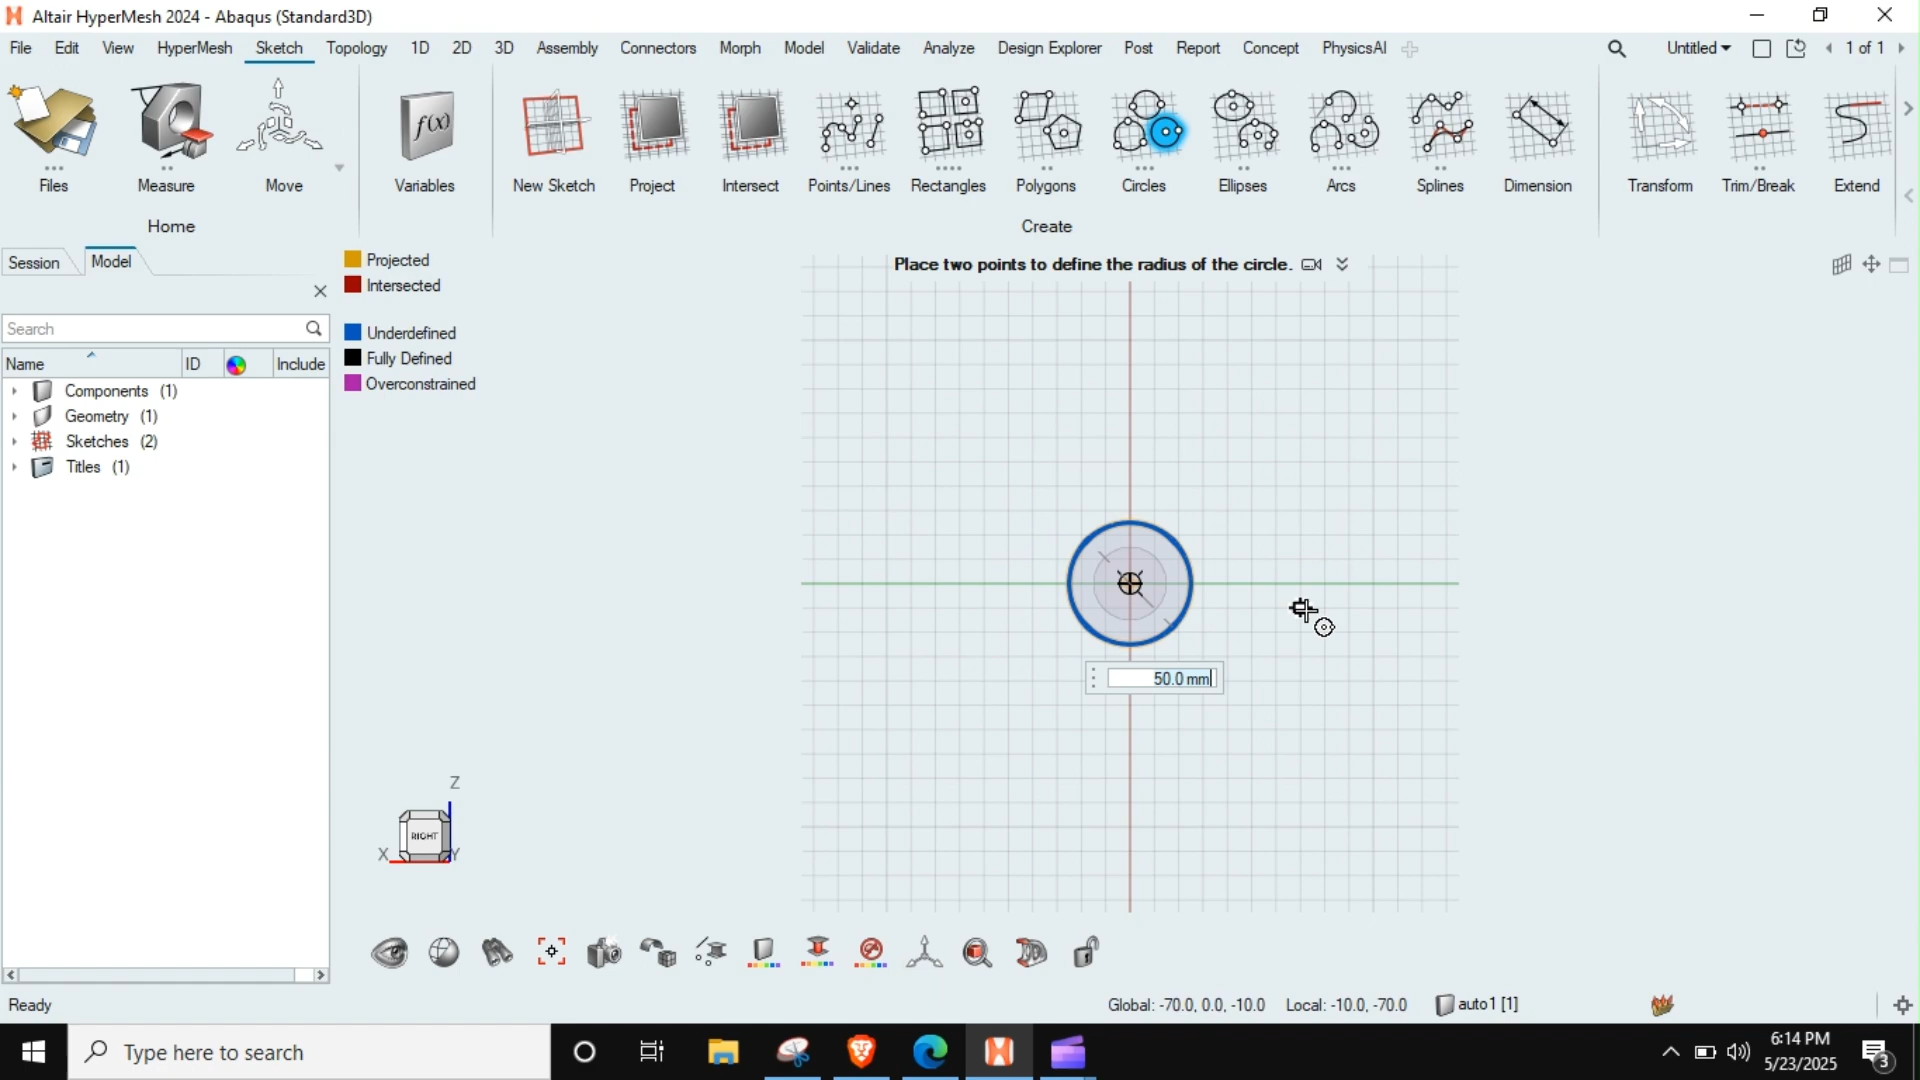 Altair HyperMesh 2024 - Abaqus (Standard3D)
File Edit View HyperMesh Sketch Topology 1D 2D 3D Assembly Connectors Morph Model Validate Analyze Design Explorer Post Report Concept PhysicsAI Untitled 1 of 1
f(x)
Files Measure Move Variables New Sketch Project Intersect Points/Lines Rectangles Polygons Circles Ellipses Arcs Splines Dimension Transform Trim/Break Extend
Home Create
Session Model
Projected
Intersected
Underdefined
Fully Defined
Overconstrained
Place two points to define the radius of the circle.
Search
Name ID Include
Components (1)
Geometry (1)
Sketches (2)
Titles (1)
50.0 mm
Z
RIGHT
X Y
Ready
Global: -70.0, 0.0, -10.0 Local: -10.0, -70.0 auto1 [1]
Type here to search
6:14 PM
5/23/2025
3